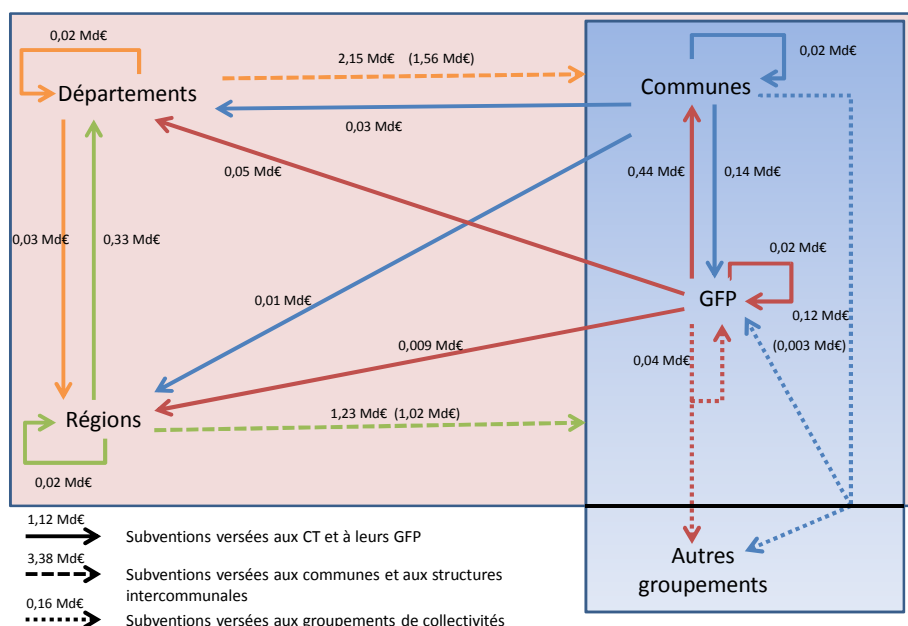 0,02 Md€
Départements
2,15 Md€ (1,56 Md€)
Communes
0,02 Md€
0,03 Md€
0,05 Md€
0,44 Md€
0,14 Md€
0,03 Md€
0,33 Md€
0,02 Md€
GFP
0,01 Md€
0,12 Md€
(0,003 Md€)
0,009 Md€
0,04 Md€
Régions
1,23 Md€ (1,02 Md€)
0,02 Md€
1,12 Md€
Subventions versées aux CT et à leurs GFP
3,38 Md€
Subventions versées aux communes et aux structures
intercommunales
0,16 Md€
Subventions versées aux groupements de collectivités
Autres
groupements